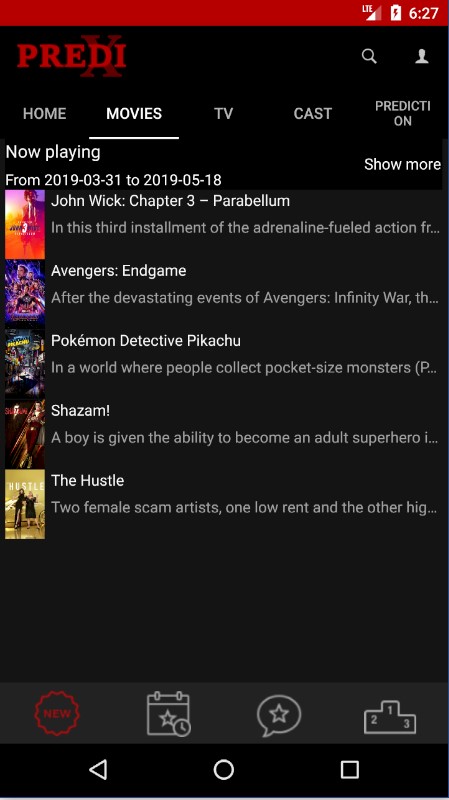 LTE 6:27
PREDIX
HOME MOVIES TV CAST PREDICTI
ON
Now playing
Show more
From 2019-03-31 to 2019-05-18
John Wick: Chapter 3 – Parabellum
In this third installment of the adrenaline-fueled action fr...
Avengers: Endgame
After the devastating events of Avengers: Infinity War, th...
Pokémon Detective Pikachu
In a world where people collect pocket-size monsters (P...
Shazam!
A boy is given the ability to become an adult superhero i...
HUSTLE
The Hustle
Two female scam artists, one low rent and the other hig...
NEW
2 1 3